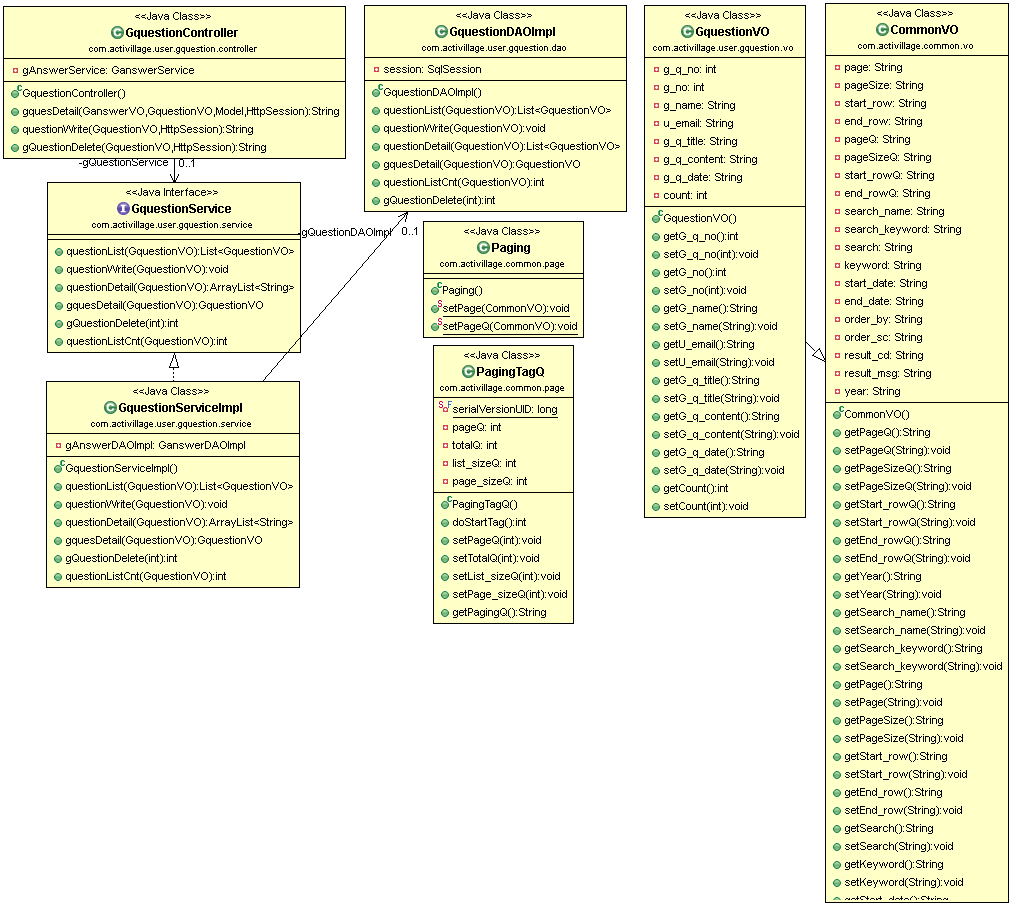 <<Java Class>>
GquestionController
com.activillage.user.gquestion.controller
gAnswerService: GanswerService
GquestionController()
gquesDetail(GanswerVO,GquestionVO,Model,HttpSession):String
questionWrite(GquestionVO,HttpSession):String
gQuestionDelete(GquestionVO,HttpSession):String
-gQuestionService
0..1
<<Java Interface>>
GquestionService
com.activillage.user.gquestion.service
questionList(GquestionVO):List<GquestionVO>
questionWrite(GquestionVO):void
questionDetail(GquestionVO):ArrayList<String>
gquesDetail(GquestionVO):GquestionVO
gQuestionDelete(int):int
questionListCnt(GquestionVO):int
<<Java Class>>
GquestionServiceImpl
com.activillage.user.gquestion.service
gAnswerDAOImpl: GanswerDAOImpl
GquestionServiceImpl()
questionList(GquestionVO):List<GquestionVO>
questionWrite(GquestionVO):void
questionDetail(GquestionVO):ArrayList<String>
gquesDetail(GquestionVO):GquestionVO
gQuestionDelete(int):int
questionListCnt(GquestionVO):int
<<Java Class>>
GquestionDAOImpl
com.activillage.user.gquestion.dao
session: SqlSession
GquestionDAOImpl()
questionList(GquestionVO):List<GquestionVO>
questionWrite(GquestionVO):void
questionDetail(GquestionVO):List<GquestionVO>
gquesDetail(GquestionVO):GquestionVO
questionListCnt(GquestionVO):int
gQuestionDelete(int):int
-gQuestionDAOImpl
0..1
<<Java Class>>
Paging
com.activillage.common.page
Paging()
setPage(CommonVO):void
setPageQ(CommonVO):void
<<Java Class>>
PagingTagQ
com.activillage.common.page
serialVersionUID: long
pageQ: int
totalQ: int
list_sizeQ: int
page_sizeQ: int
PagingTagQ()
doStartTag():int
setPageQ(int):void
setTotalQ(int):void
setList_sizeQ(int):void
setPage_sizeQ(int):void
getPagingQ():String
<<Java Class>>
GquestionVO
com.activillage.user.gquestion.vo
g_q_no: int
g_no: int
g_name: String
u_email: String
g_q_title: String
g_q_content: String
g_q_date: String
count: int
GquestionVO()
getG_q_no():int
setG_q_no(int):void
getG_no():int
setG_no(int):void
getG_name():String
setG_name(String):void
getU_email():String
setU_email(String):void
getG_q_title():String
setG_q_title(String):void
getG_q_content():String
setG_q_content(String):void
getG_q_date():String
setG_q_date(String):void
getCount():int
setCount(int):void
<<Java Class>>
CommonVO
com.activillage.common.vo
page: String
pageSize: String
start_row: String
end_row: String
pageQ: String
pageSizeQ: String
start_rowQ: String
end_rowQ: String
search_name: String
search_keyword: String
search: String
keyword: String
start_date: String
end_date: String
order_by: String
order_sc: String
result_cd: String
result_msg: String
year: String
CommonVO()
getPageQ():String
setPageQ(String):void
getPageSizeQ():String
setPageSizeQ(String):void
getStart_rowQ():String
setStart_rowQ(String):void
getEnd_rowQ():String
setEnd_rowQ(String):void
getYear():String
setYear(String):void
getSearch_name():String
setSearch_name(String):void
getSearch_keyword():String
setSearch_keyword(String):void
getPage():String
setPage(String):void
getPageSize():String
setPageSize(String):void
getStart_row():String
setStart_row(String):void
getEnd_row():String
setEnd_row(String):void
getSearch():String
setSearch(String):void
getKeyword():String
setKeyword(String):void
getStart_date():String